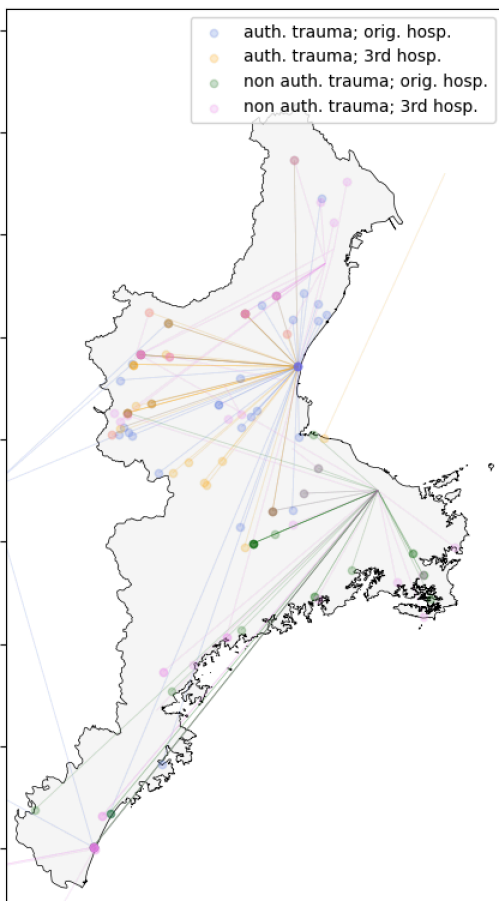 auth. trauma; orig. hosp.
auth. trauma; 3rd hosp.
non auth. trauma; orig. hosp.
non auth. trauma; 3rd hosp.